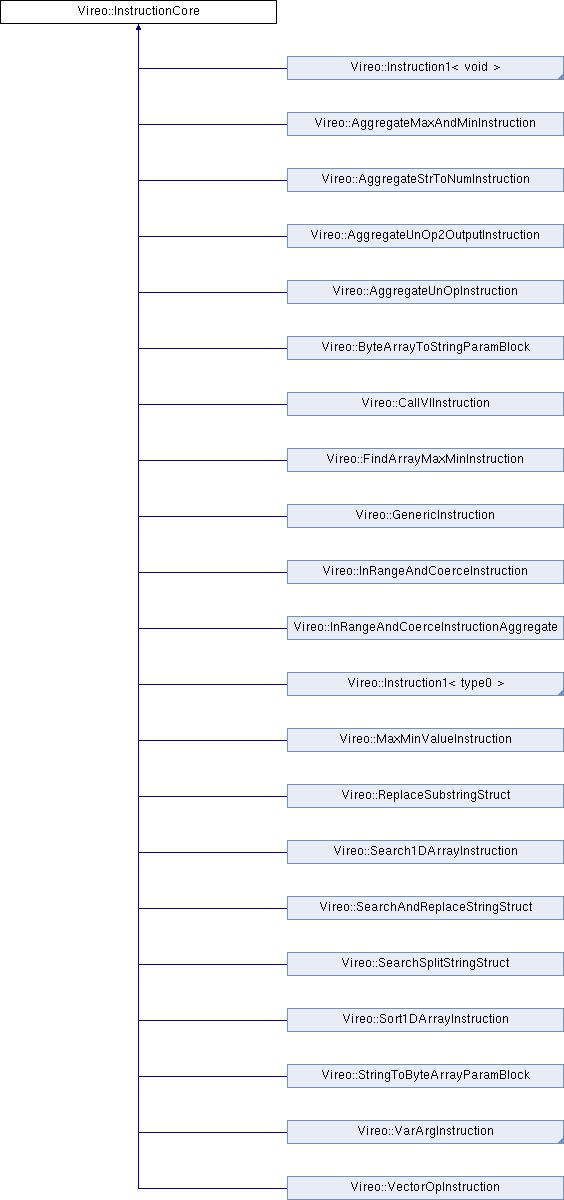 Vireo::InstructionCore
Vireo::Instruction1< void >
Vireo::AggregateMaxAndMinInstruction
Vireo::AggregateStrToNumInstruction
Vireo::AggregateUnOp2OutputInstruction
Vireo::AggregateUnOpInstruction
Vireo::ByteArrayToStringParamBlock
Vireo::CallVIInstruction
Vireo::FindArrayMaxMinInstruction
Vireo::GenericInstruction
Vireo::InRangeAndCoerceInstruction
Vireo::InRangeAndCoerceInstructionAggregate
Vireo::Instruction1< type0 >
Vireo::MaxMinValueInstruction
Vireo::ReplaceSubstringStruct
Vireo::Search1DArrayInstruction
Vireo::SearchAndReplaceStringStruct
Vireo::SearchSplitStringStruct
Vireo::Sort1DArrayInstruction
Vireo::StringToByteArrayParamBlock
Vireo::VarArgInstruction
Vireo::VectorOpInstruction